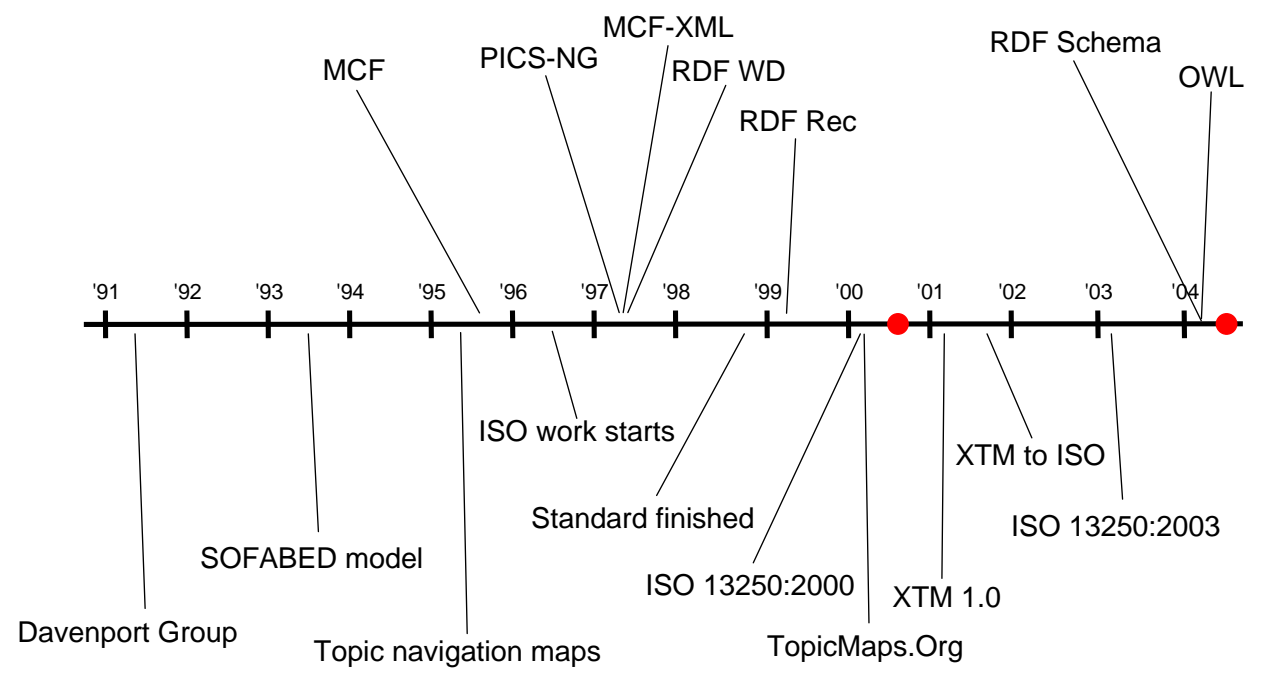 MCF-XML
PICS-NG
MCF
RDF WD
RDF Schema
OWL
RDF Rec
'91
'92
'93
'94
'95
'96
'97
'98
'99
'00
'01
'02
'03
'04
ISO work starts
XTM to ISO
Standard finished
ISO 13250:2003
SOFABED model
ISO 13250:2000
XTM 1.0
Davenport Group
Topic navigation maps
TopicMaps.Org